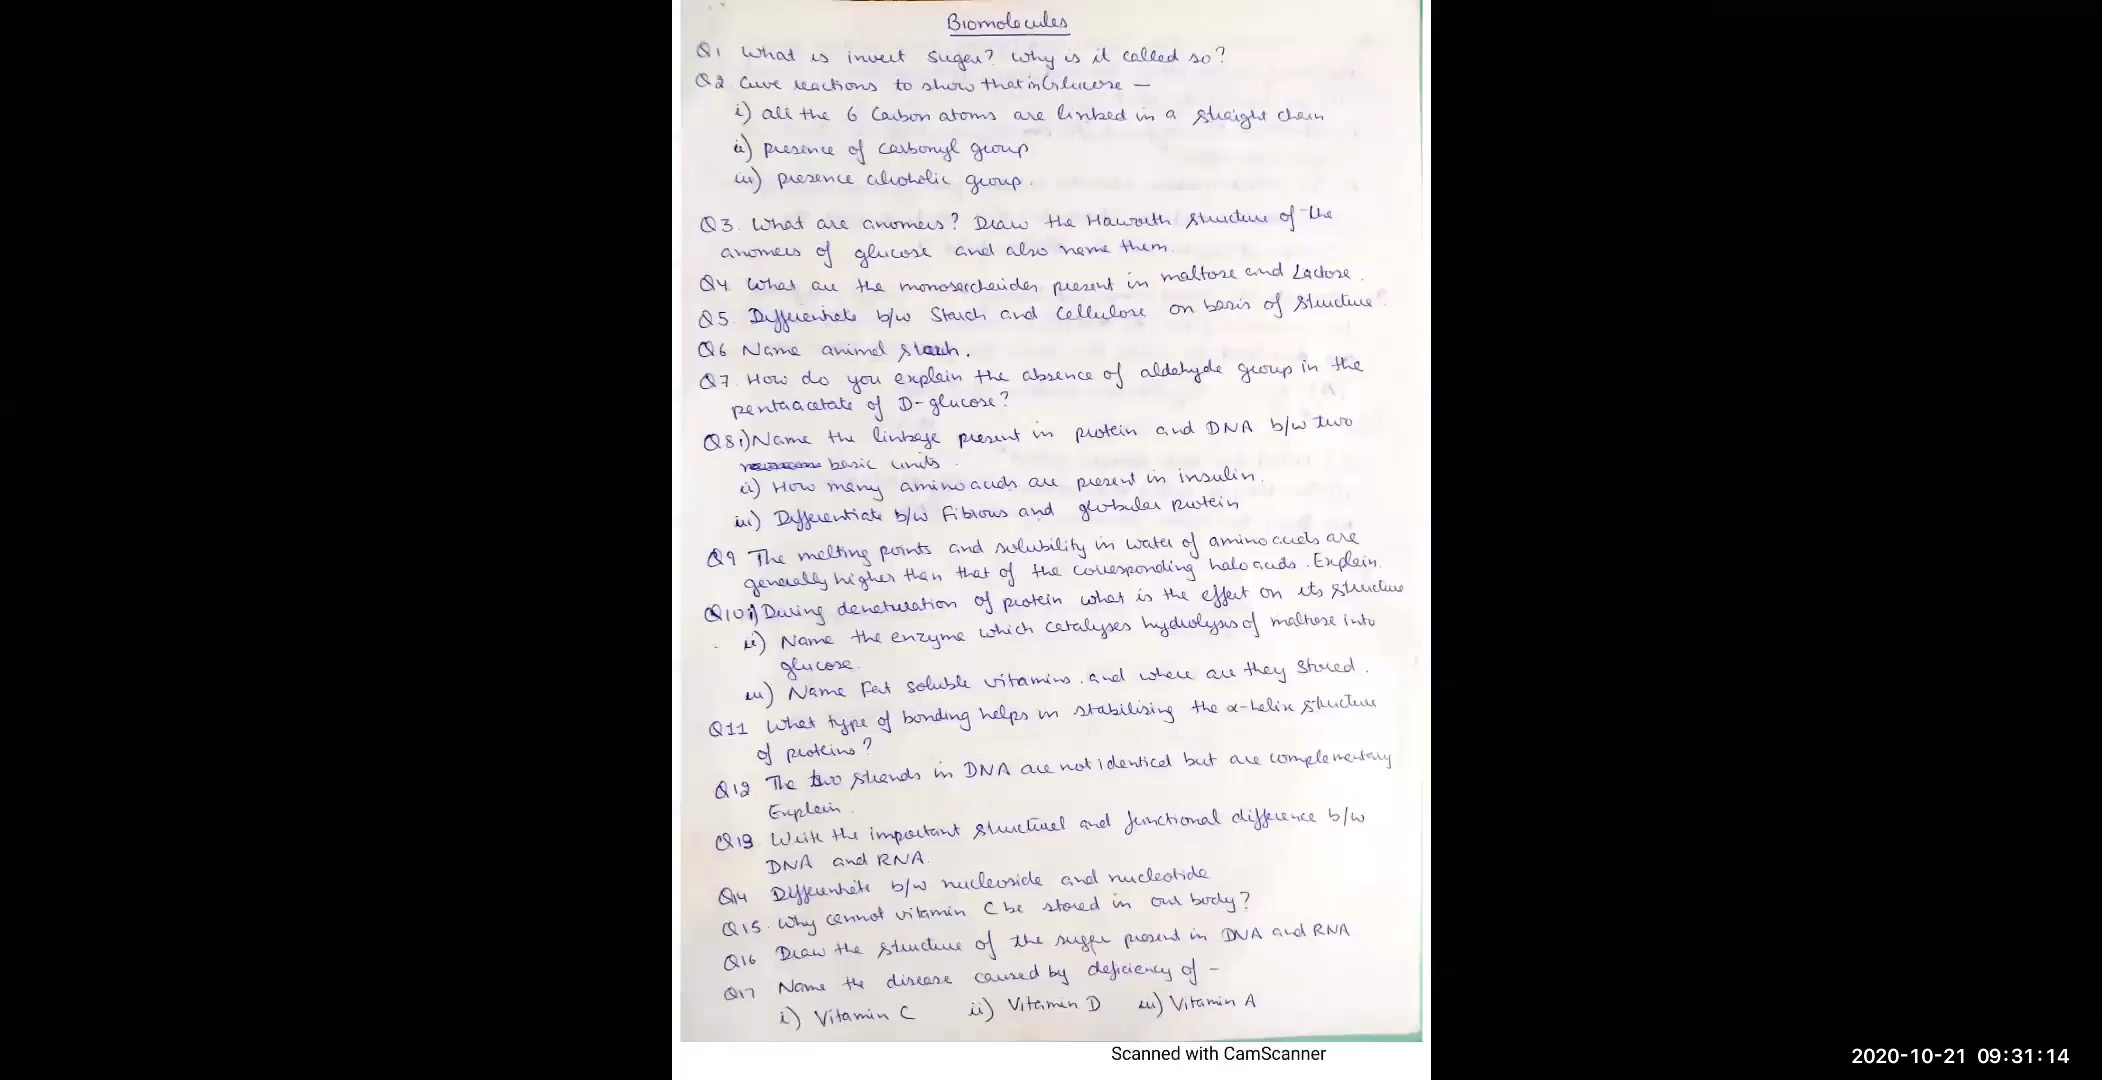 Biomolecules
Q1 What is invert sugar? Why is it called so?
Q2 Give reactions to show that in Glucose -
i) all the 6 Carbon atoms are linked in a straight chain
ii) presence of carbonyl group
iii) presence alcoholic group.
Q3. What are anomers? Draw the Haworth structure of the
anomers of glucose and also name them.
Q4 What are the monosaccharides present in maltose and Lactose.
Q5. Differentiate b/w Starch and cellulose on basis of structure.
Q6 Name animal starch.
Q7. How do you explain the absence of aldehyde group in the
pentaacetate of D-glucose?
Q8 i) Name the linkage present in protein and DNA b/w two
basic units.
ii) How many amino acids are present in insulin.
iii) Differentiate b/w Fibrous and globular protein
Q9 The melting points and solubility in water of amino acids are
generally higher than that of the corresponding halo acids. Explain.
Q10 i) During denaturation of protein what is the effect on its structure
ii) Name the enzyme which catalyses hydrolysis of maltose into
glucose.
iii) Name Fat soluble vitamins. and where are they stored.
Q11 What type of bonding helps in stabilising the α-helix structure
of proteins?
Q12 The two strands in DNA are not identical but are complementary
Explain.
Q13. Write the important structural and functional difference b/w
DNA and RNA.
Q14 Differentiate b/w nucleoside and nucleotide
Q15. Why cannot vitamin C be stored in our body?
Q16 Draw the structure of the sugar present in DNA and RNA
Q17 Name the disease caused by deficiency of -
i) Vitamin C ii) Vitamin D iii) Vitamin A
Scanned with CamScanner
2020-10-21 09:31:14